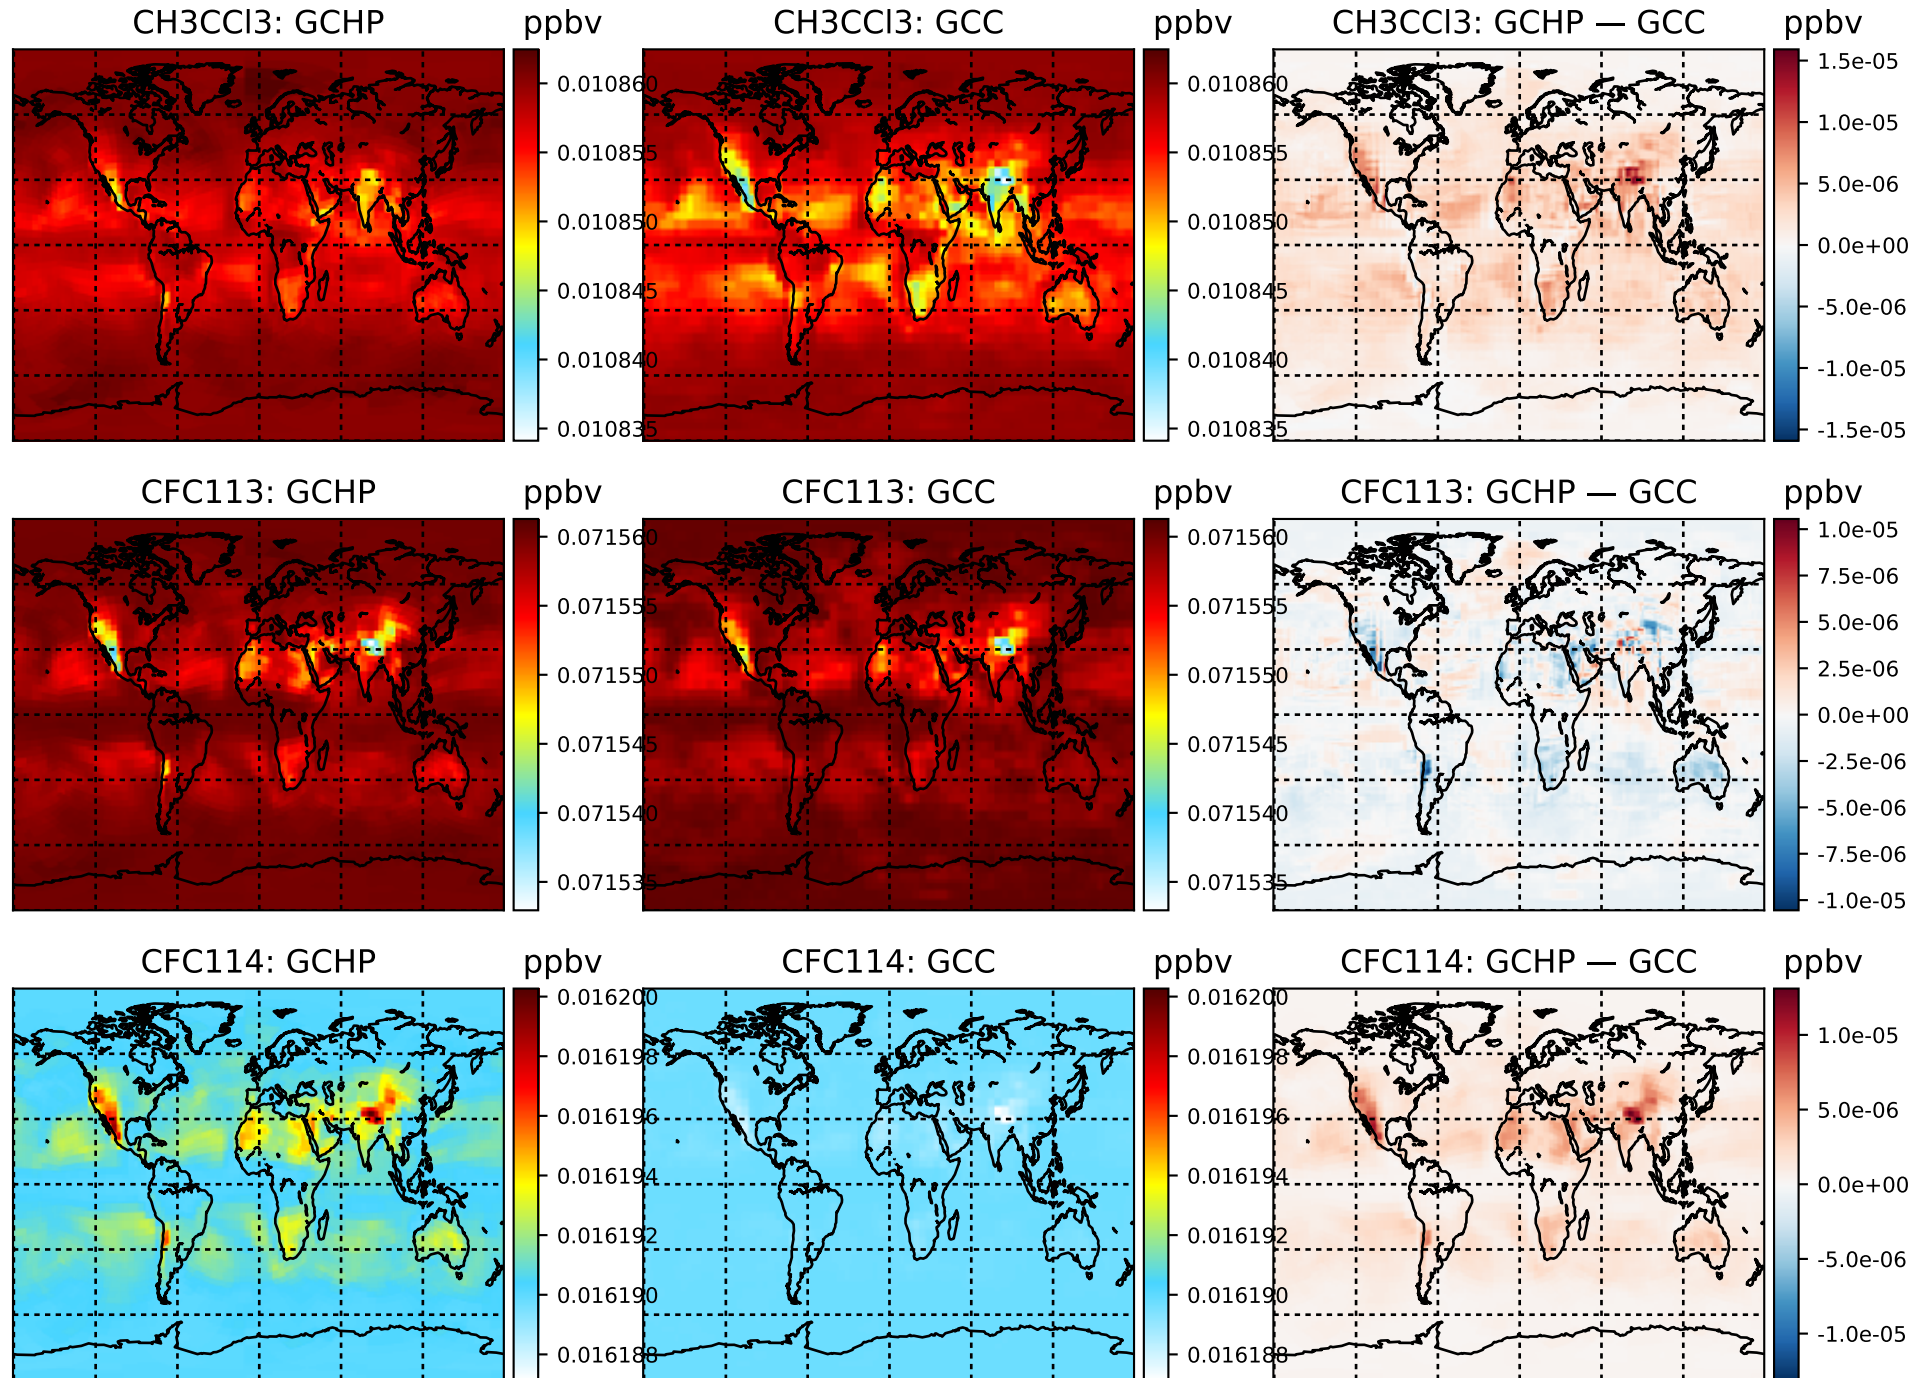 CH3CCl3: GCHP
ppbv
0.010860
0.010855
0.010850
0.010845
0.010840
0.010835
CH3CCl3: GCC
ppbv
0.010860
0.010855
0.010850
0.010845
0.010840
0.010835
CH3CCl3: GCHP — GCC
ppbv
1.5e-05
1.0e-05
5.0e-06
0.0e+00
-5.0e-06
-1.0e-05
-1.5e-05
CFC113: GCHP
ppbv
0.071560
0.071555
0.071550
0.071545
0.071540
0.071535
CFC113: GCC
ppbv
0.071560
0.071555
0.071550
0.071545
0.071540
0.071535
CFC113: GCHP — GCC
ppbv
1.0e-05
7.5e-06
5.0e-06
2.5e-06
0.0e+00
-2.5e-06
-5.0e-06
-7.5e-06
-1.0e-05
CFC114: GCHP
ppbv
0.016200
0.016198
0.016196
0.016194
0.016192
0.016190
0.016188
CFC114: GCC
ppbv
0.016200
0.016198
0.016196
0.016194
0.016192
0.016190
0.016188
CFC114: GCHP — GCC
ppbv
1.0e-05
5.0e-06
0.0e+00
-5.0e-06
-1.0e-05